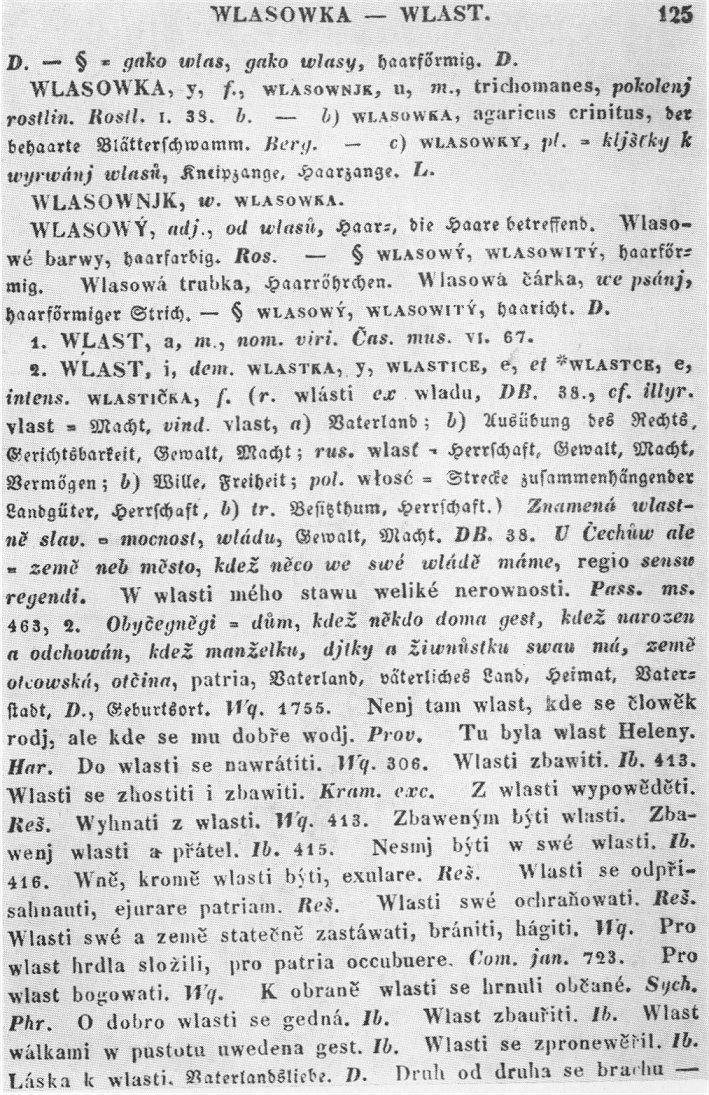 WLASOWKA — WLAST. 125
D. — § = gako wlas, gako wlasy, haarförmig. D.
WLASOWKA, y, f., WLASOWNJK, u, m., trichomanes, pokolenj
rostlin. Rostl. I. 38. b. — b) WLASOWKA, agaricus crinitus, der
behaarte Blätterschwamm. Berg. — c) WLASOWKY, pl. = kljšťky k
wyrwánj wlasů, Kneipzange, Haarzange. L.
WLASOWNJK, w. WLASOWKA.
WLASOWÝ, adj., od wlasů, Haar-, die Haare betreffend. Wlaso-
wé barwy, haarfarbig. Ros. — § WLASOWÝ, WLASOWITÝ, haarför-
mig. Wlasowá trubka, Haarröhrchen. Wlasowá čárka, we psánj,
haarförmiger Strich. — § WLASOWÝ, WLASOWITÝ, haaricht. D.
1. WLAST, a, m., nom. viri. Čas. mus. VI. 67.
2. WLAST, i, dem. WLASTKA, y, WLASTICE, e, et *WLASTCE, e,
intens. WLASTIČKA, f. (r. wlásti ex wladu, DB. 38., cf. illyr.
vlast = Macht, vind. vlast, a) Vaterland; b) Ausübung des Rechts,
Gerichtsbarkeit, Gewalt, Macht; rus. wlasť = Herrschaft, Gewalt, Macht,
Vermögen; b) Wille, Freiheit; pol. włosć = Strecke zusammenhängender
Landgüter, Herrschaft, b) tr. Besitzthum, Herrschaft.) Znamená wlast-
ně slav. = mocnost, wládu, Gewalt, Macht. DB. 38. U Čechůw ale
= země neb město, kdež něco we swé wládě máme, regio sensu
regendi. W wlasti mého stawu weliké nerownosti. Pass. ms.
463, 2. Obyčegněgi = dům, kdež někdo doma gest, kdež narozen
a odchowán, kdež manželku, djtky a žiwnůstku swau má, země
otcowská, otčina, patria, Vaterland, väterliches Land, Heimat, Vater-
stadt, D., Geburtsort. Wq. 1755. Nenj tam wlast, kde se člowěk
rodj, ale kde se mu dobře wodj. Prov. Tu byla wlast Heleny.
Har. Do wlasti se nawrátiti. Wq. 306. Wlasti zbawiti. Ib. 413.
Wlasti se zhostiti i zbawiti. Kram. exc. Z wlasti wypowěděti.
Reš. Wyhnati z wlasti. Wq. 413. Zbaweným býti wlasti. Zba-
wenj wlasti a přátel. Ib. 415. Nesmj býti w swé wlasti. Ib.
416. Wně, kromě wlasti býti, exulare. Reš. Wlasti se odpři-
sahnauti, ejurare patriam. Reš. Wlasti swé ochraňowati. Reš.
Wlasti swé a země statečně zastáwati, brániti, hágiti. Wq. Pro
wlast hrdla složili, pro patria occubuere. Com. jan. 723. Pro
wlast bogowati. Wq. K obraně wlasti se hrnuli občané. Sych.
Phr. O dobro wlasti se gedná. Ib. Wlast zbauřiti. Ib. Wlast
wálkami w pustotu uwedena gest. Ib. Wlasti se zpronewěřil. Ib.
Láska k wlasti. Vaterlandsliebe. D. Druh od druha se brachu —